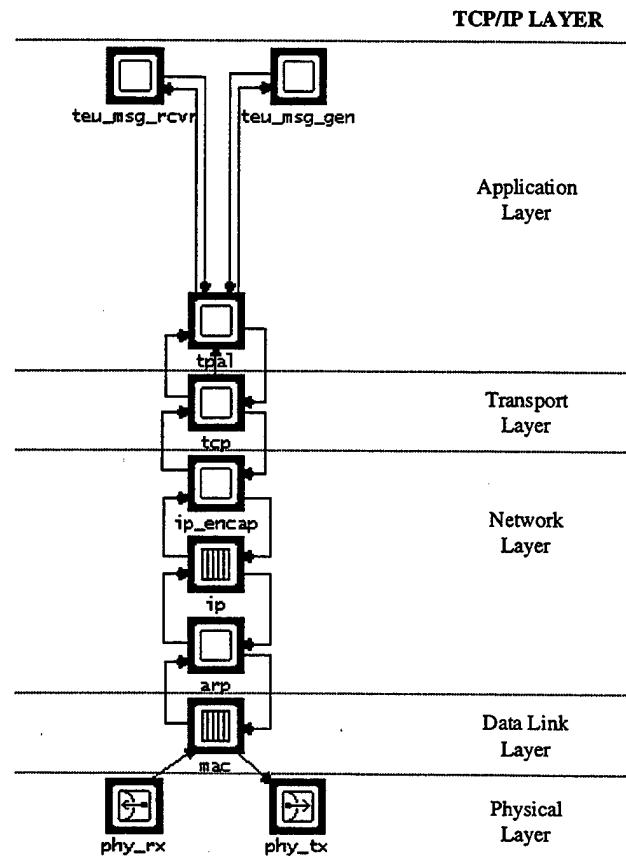 TCP/IP LAYER
teu_msg_rcvr
teu_msg_gen
Application
Layer
tpal
Transport
Layer
tcp
ip_encap
Network
Layer
ip
arp
Data Link
Layer
mac
Physical
Layer
phy_rx
phy_tx